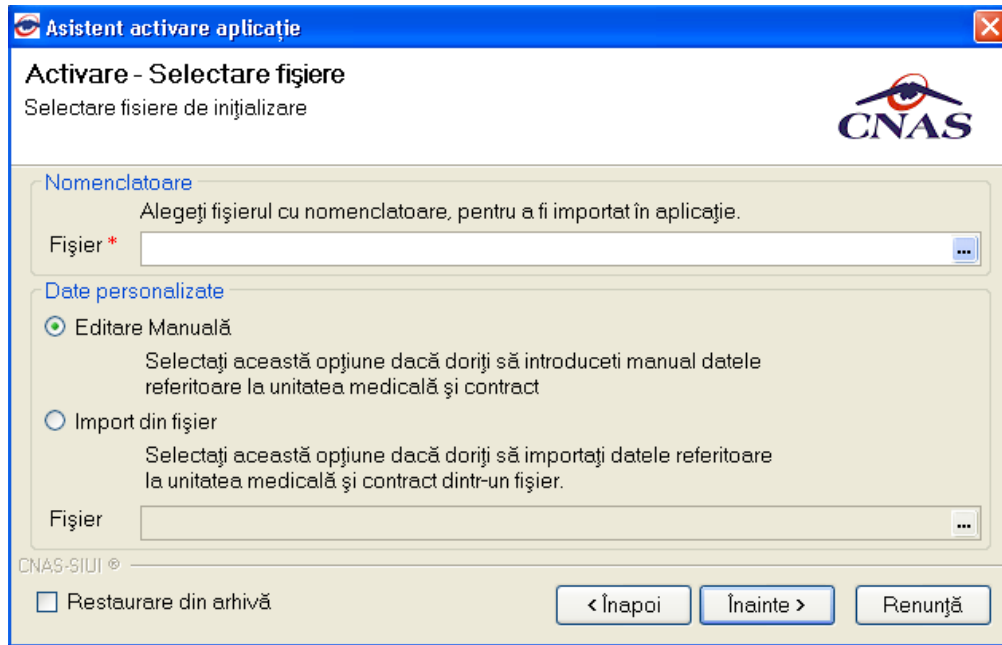 Asistent activare aplicație
Activare - Selectare fişiere
Selectare fisiere de iniţializare
CNAS
Nomenclatoare
Alegeţi fişierul cu nomenclatoare, pentru a fi importat în aplicaţie.
Fişier *
...
Date personalizate
Editare Manuală
Selectaţi această opţiune dacă doriţi să introduceti manual datele
referitoare la unitatea medicală şi contract
Import din fişier
Selectaţi această opţiune dacă doriţi să importaţi datele referitoare
la unitatea medicală şi contract dintr-un fişier.
Fişier
...
CNAS-SIUI ®
Restaurare din arhivă
< Înapoi
Înainte >
Renunţă